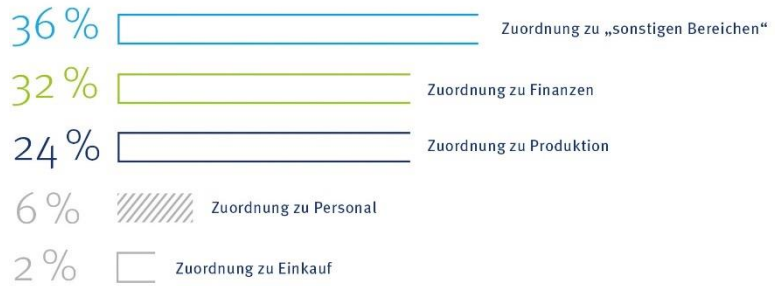 36 % Zuordnung zu „sonstigen Bereichen“
32 % Zuordnung zu Finanzen
24 % Zuordnung zu Produktion
6 % Zuordnung zu Personal
2 % Zuordnung zu Einkauf